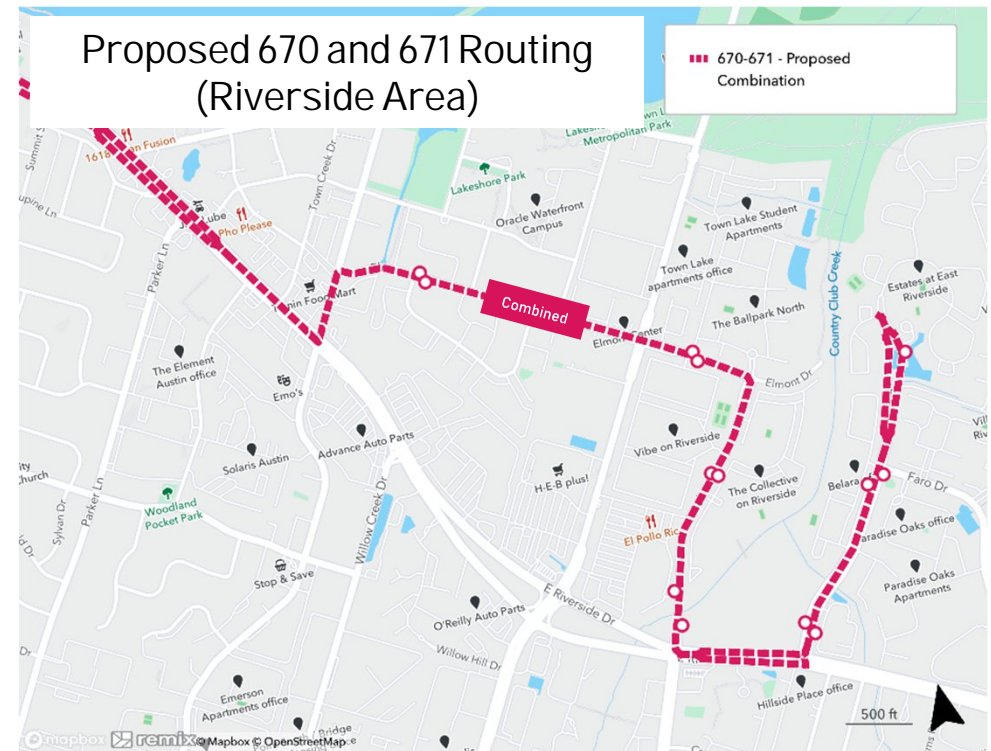 Proposed 670 and 671 Routing
(Riverside Area)
670-671 - Proposed
Combination
Metropolitan Park
Lakeshore Park
Town Creek Dr
Oracle Waterfront
Campus
Town Lake Student
Apartments
Pho Please
Parker Ln
Town Lake
apartments office
Country Club Creek
Estates at East
Riverside
The Ballpark North
Combined
Elmont Dr
The Element
Austin office
Emo's
Advance Auto Parts
Solaris Austin
Vibe on Riverside
H-E-B plus!
The Collective
on Riverside
Faro Dr
Woodland
Pocket Park
Parker Ln
Sylvan Dr
Willow Creek Dr
El Pollo
Paradise Oaks office
Paradise Oaks
Apartments
Stop & Save
E Riverside Dr
O'Reilly Auto Parts
Willow Hill Dr
Hillside Place office
Emerson
Apartments office
500 ft
mapbox remix © Mapbox © OpenStreetMap